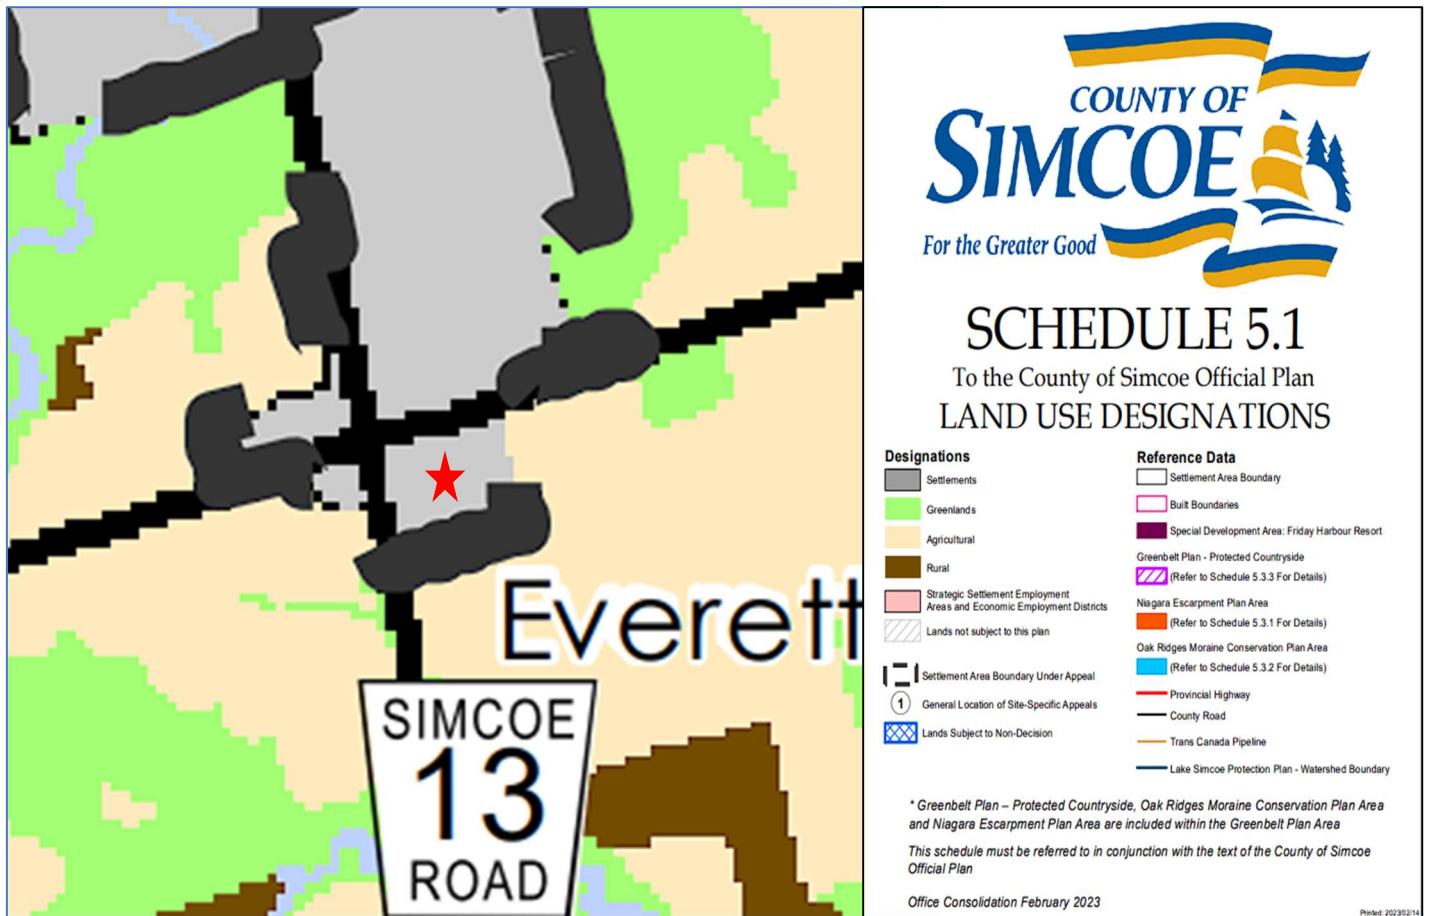 Everett
SIMCOE
13
ROAD
COUNTY OF
SIMCOE
For the Greater Good
SCHEDULE 5.1
To the County of Simcoe Official Plan
LAND USE DESIGNATIONS
Designations
Settlements
Greenlands
Agricultural
Rural
Strategic Settlement Employment
Areas and Economic Employment Districts
Lands not subject to this plan
Settlement Area Boundary Under Appeal
1 General Location of Site-Specific Appeals
Lands Subject to Non-Decision
Reference Data
Settlement Area Boundary
Built Boundaries
Special Development Area: Friday Harbour Resort
Greenbelt Plan - Protected Countryside
(Refer to Schedule 5.3.3 For Details)
Niagara Escarpment Plan Area
(Refer to Schedule 5.3.1 For Details)
Oak Ridges Moraine Conservation Plan Area
(Refer to Schedule 5.3.2 For Details)
Provincial Highway
County Road
Trans Canada Pipeline
Lake Simcoe Protection Plan - Watershed Boundary
* Greenbelt Plan – Protected Countryside, Oak Ridges Moraine Conservation Plan Area
and Niagara Escarpment Plan Area are included within the Greenbelt Plan Area
This schedule must be referred to in conjunction with the text of the County of Simcoe
Official Plan
Office Consolidation February 2023
Printed: 2023/02/14